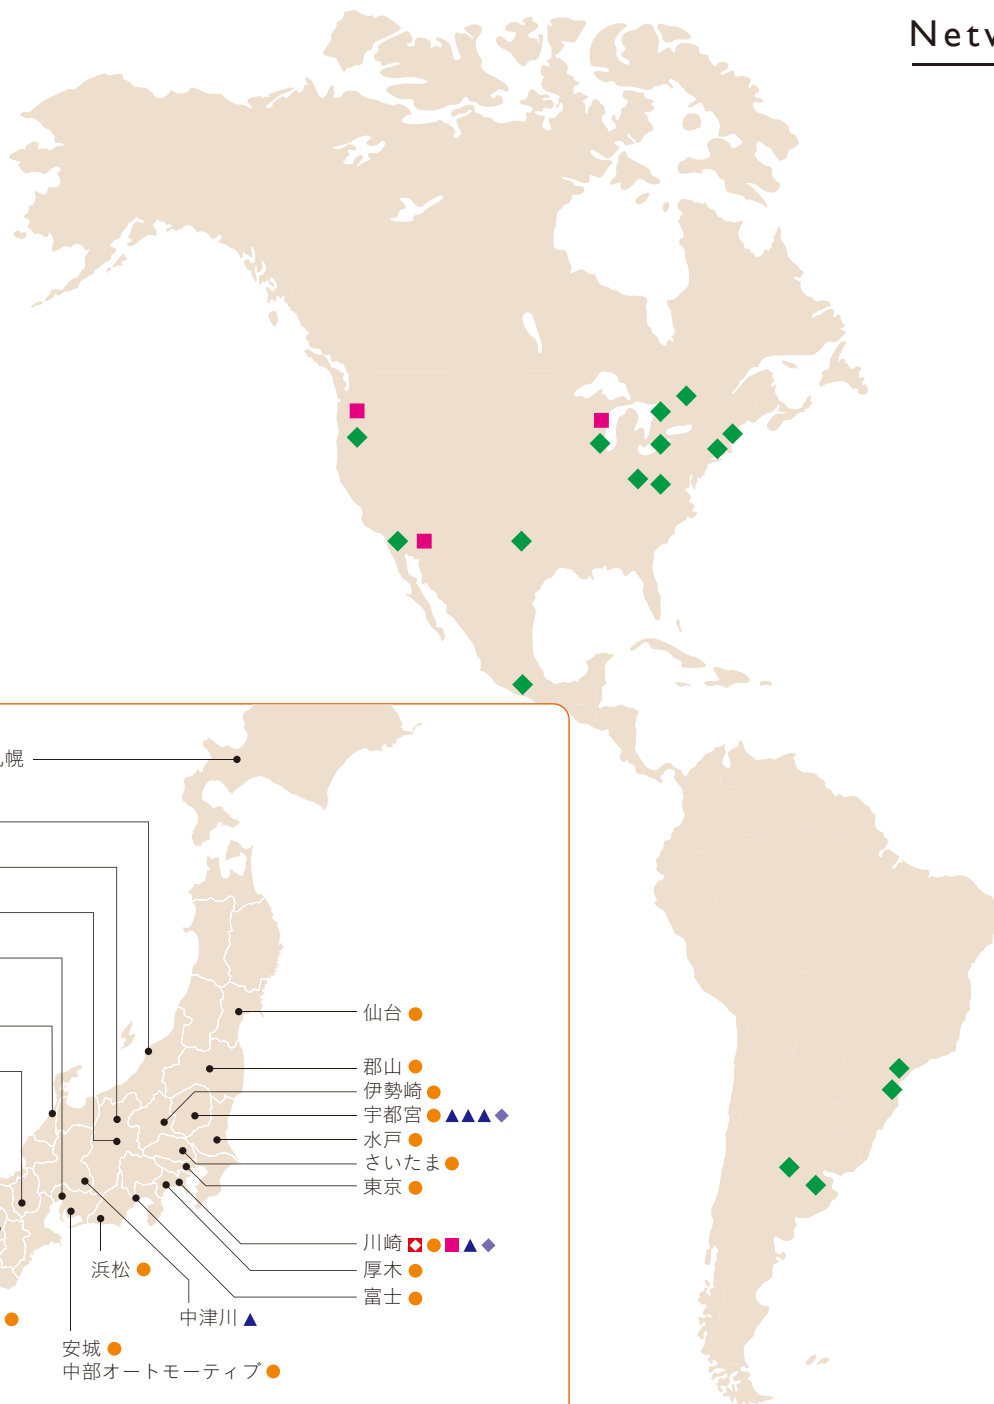 Netw
幌
仙台
郡山
伊勢崎
宇都宮
水戸
さいたま
東京
川崎
厚木
富士
浜松
中津川
安城
中部オートモーティブ